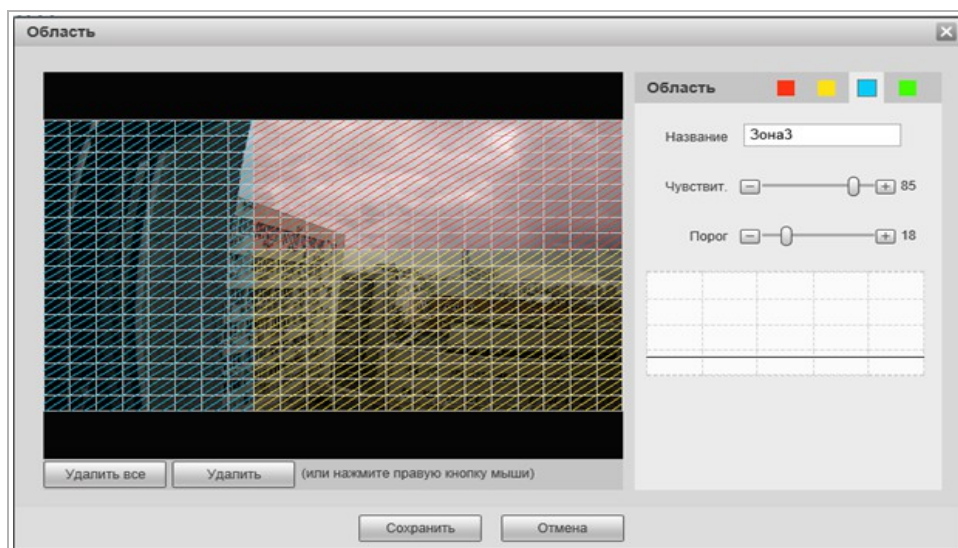 Область
Область
Название Зона3
Чувствит. 85
Порог 18
Удалить все Удалить (или нажмите правую кнопку мыши)
Сохранить Отмена